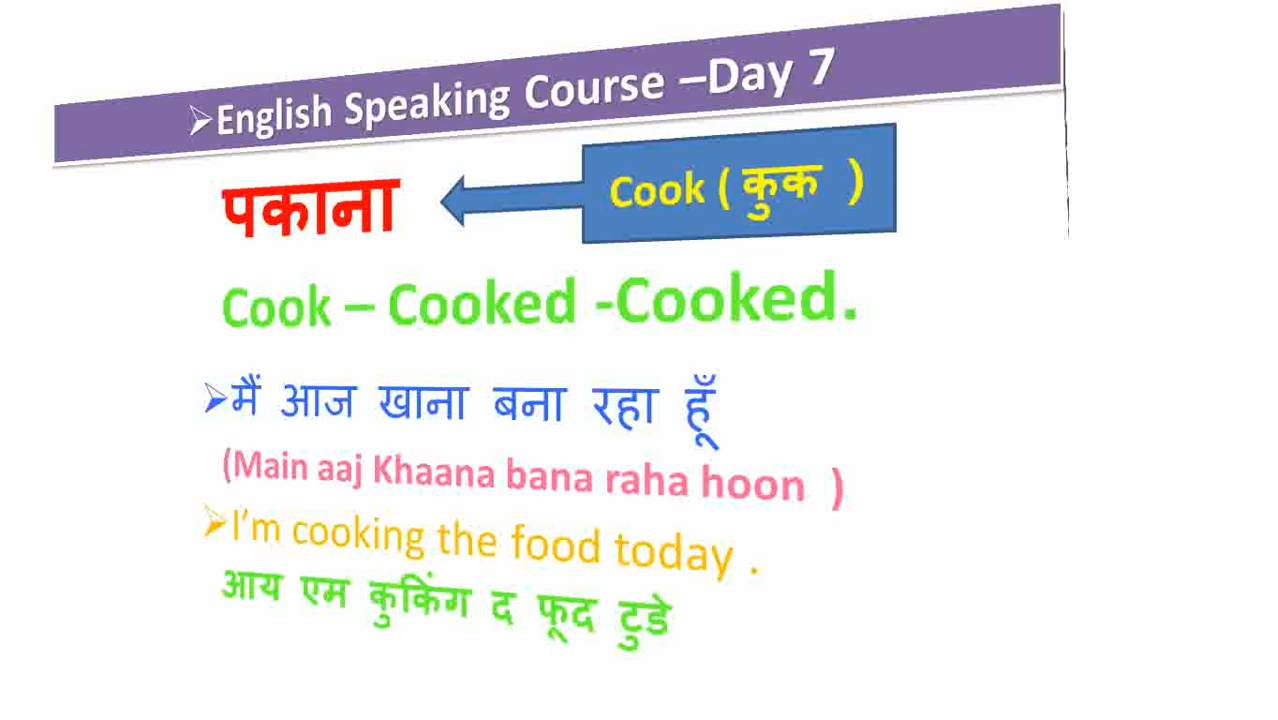 ➢English Speaking Course –Day 7
पकाना
Cook ( कुक )
Cook – Cooked -Cooked.
➢मैं आज खाना बना रहा हूँ
(Main aaj Khaana bana raha hoon )
➢I'm cooking the food today .
आय एम कुकिंग द फूद टुडे